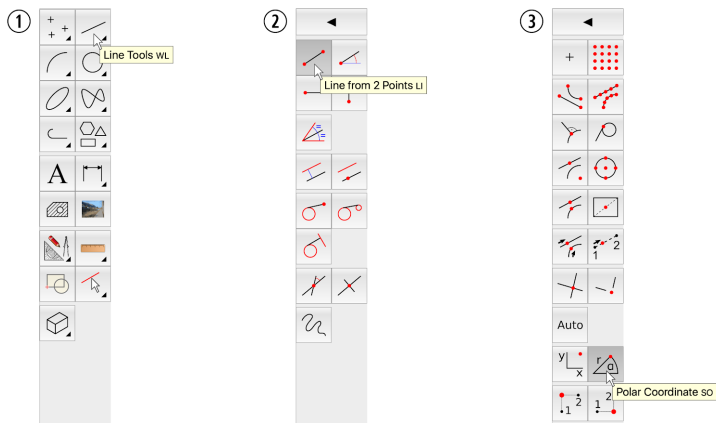 1
Line Tools WL
A
2
Line from 2 Points LI
=
=
3
1 2
Auto
y
x
r a
Polar Coordinate SO
1 2
1 2